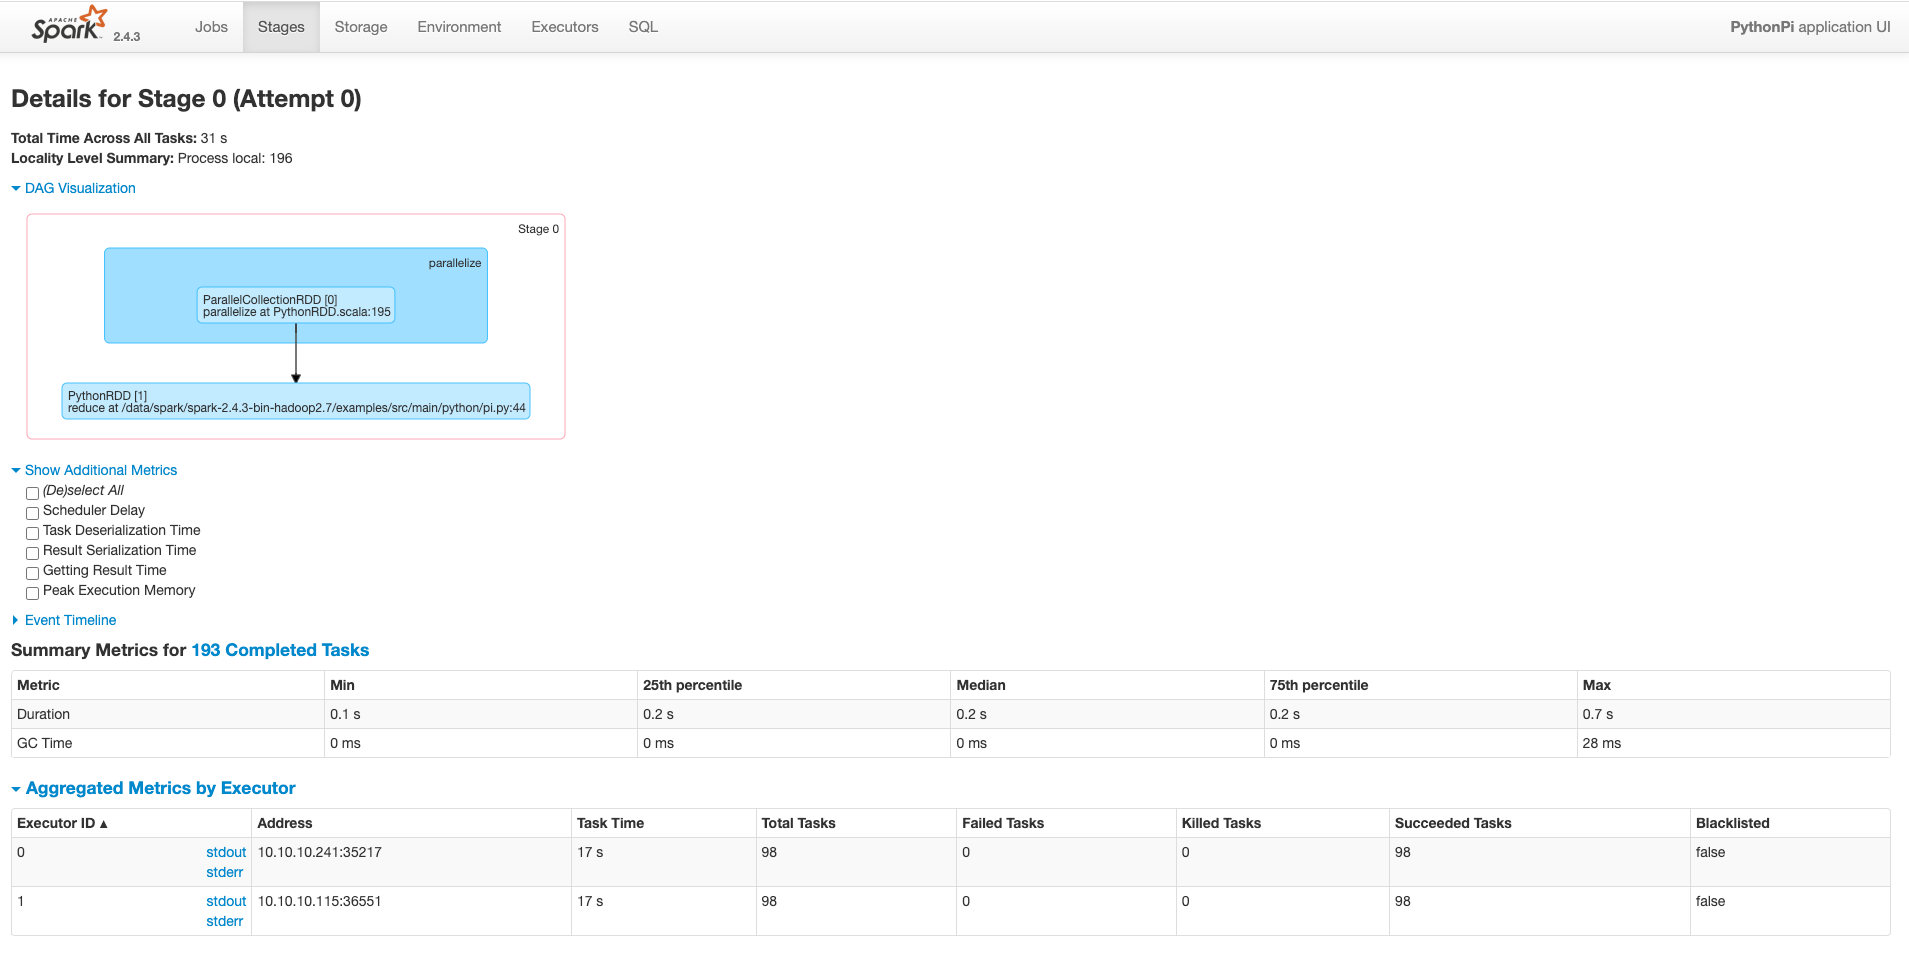 APACHE
Spark 2.4.3 Jobs Stages Storage Environment Executors SQL PythonPi application UI
Details for Stage 0 (Attempt 0)
Total Time Across All Tasks: 31 s
Locality Level Summary: Process local: 196
DAG Visualization
Stage 0
parallelize
ParallelCollectionRDD [0]
parallelize at PythonRDD.scala:195
PythonRDD [1]
reduce at /data/spark/spark-2.4.3-bin-hadoop2.7/examples/src/main/python/pi.py:44
Show Additional Metrics
(De)select All
Scheduler Delay
Task Deserialization Time
Result Serialization Time
Getting Result Time
Peak Execution Memory
Event Timeline
Summary Metrics for 193 Completed Tasks
Metric Min 25th percentile Median 75th percentile Max
Duration 0.1 s 0.2 s 0.2 s 0.2 s 0.7 s
GC Time 0 ms 0 ms 0 ms 0 ms 28 ms
Aggregated Metrics by Executor
Executor ID ▲ Address Task Time Total Tasks Failed Tasks Killed Tasks Succeeded Tasks Blacklisted
0 stdout 10.10.10.241:35217 17 s 98 0 0 98 false
stderr
1 stdout 10.10.10.115:36551 17 s 98 0 0 98 false
stderr